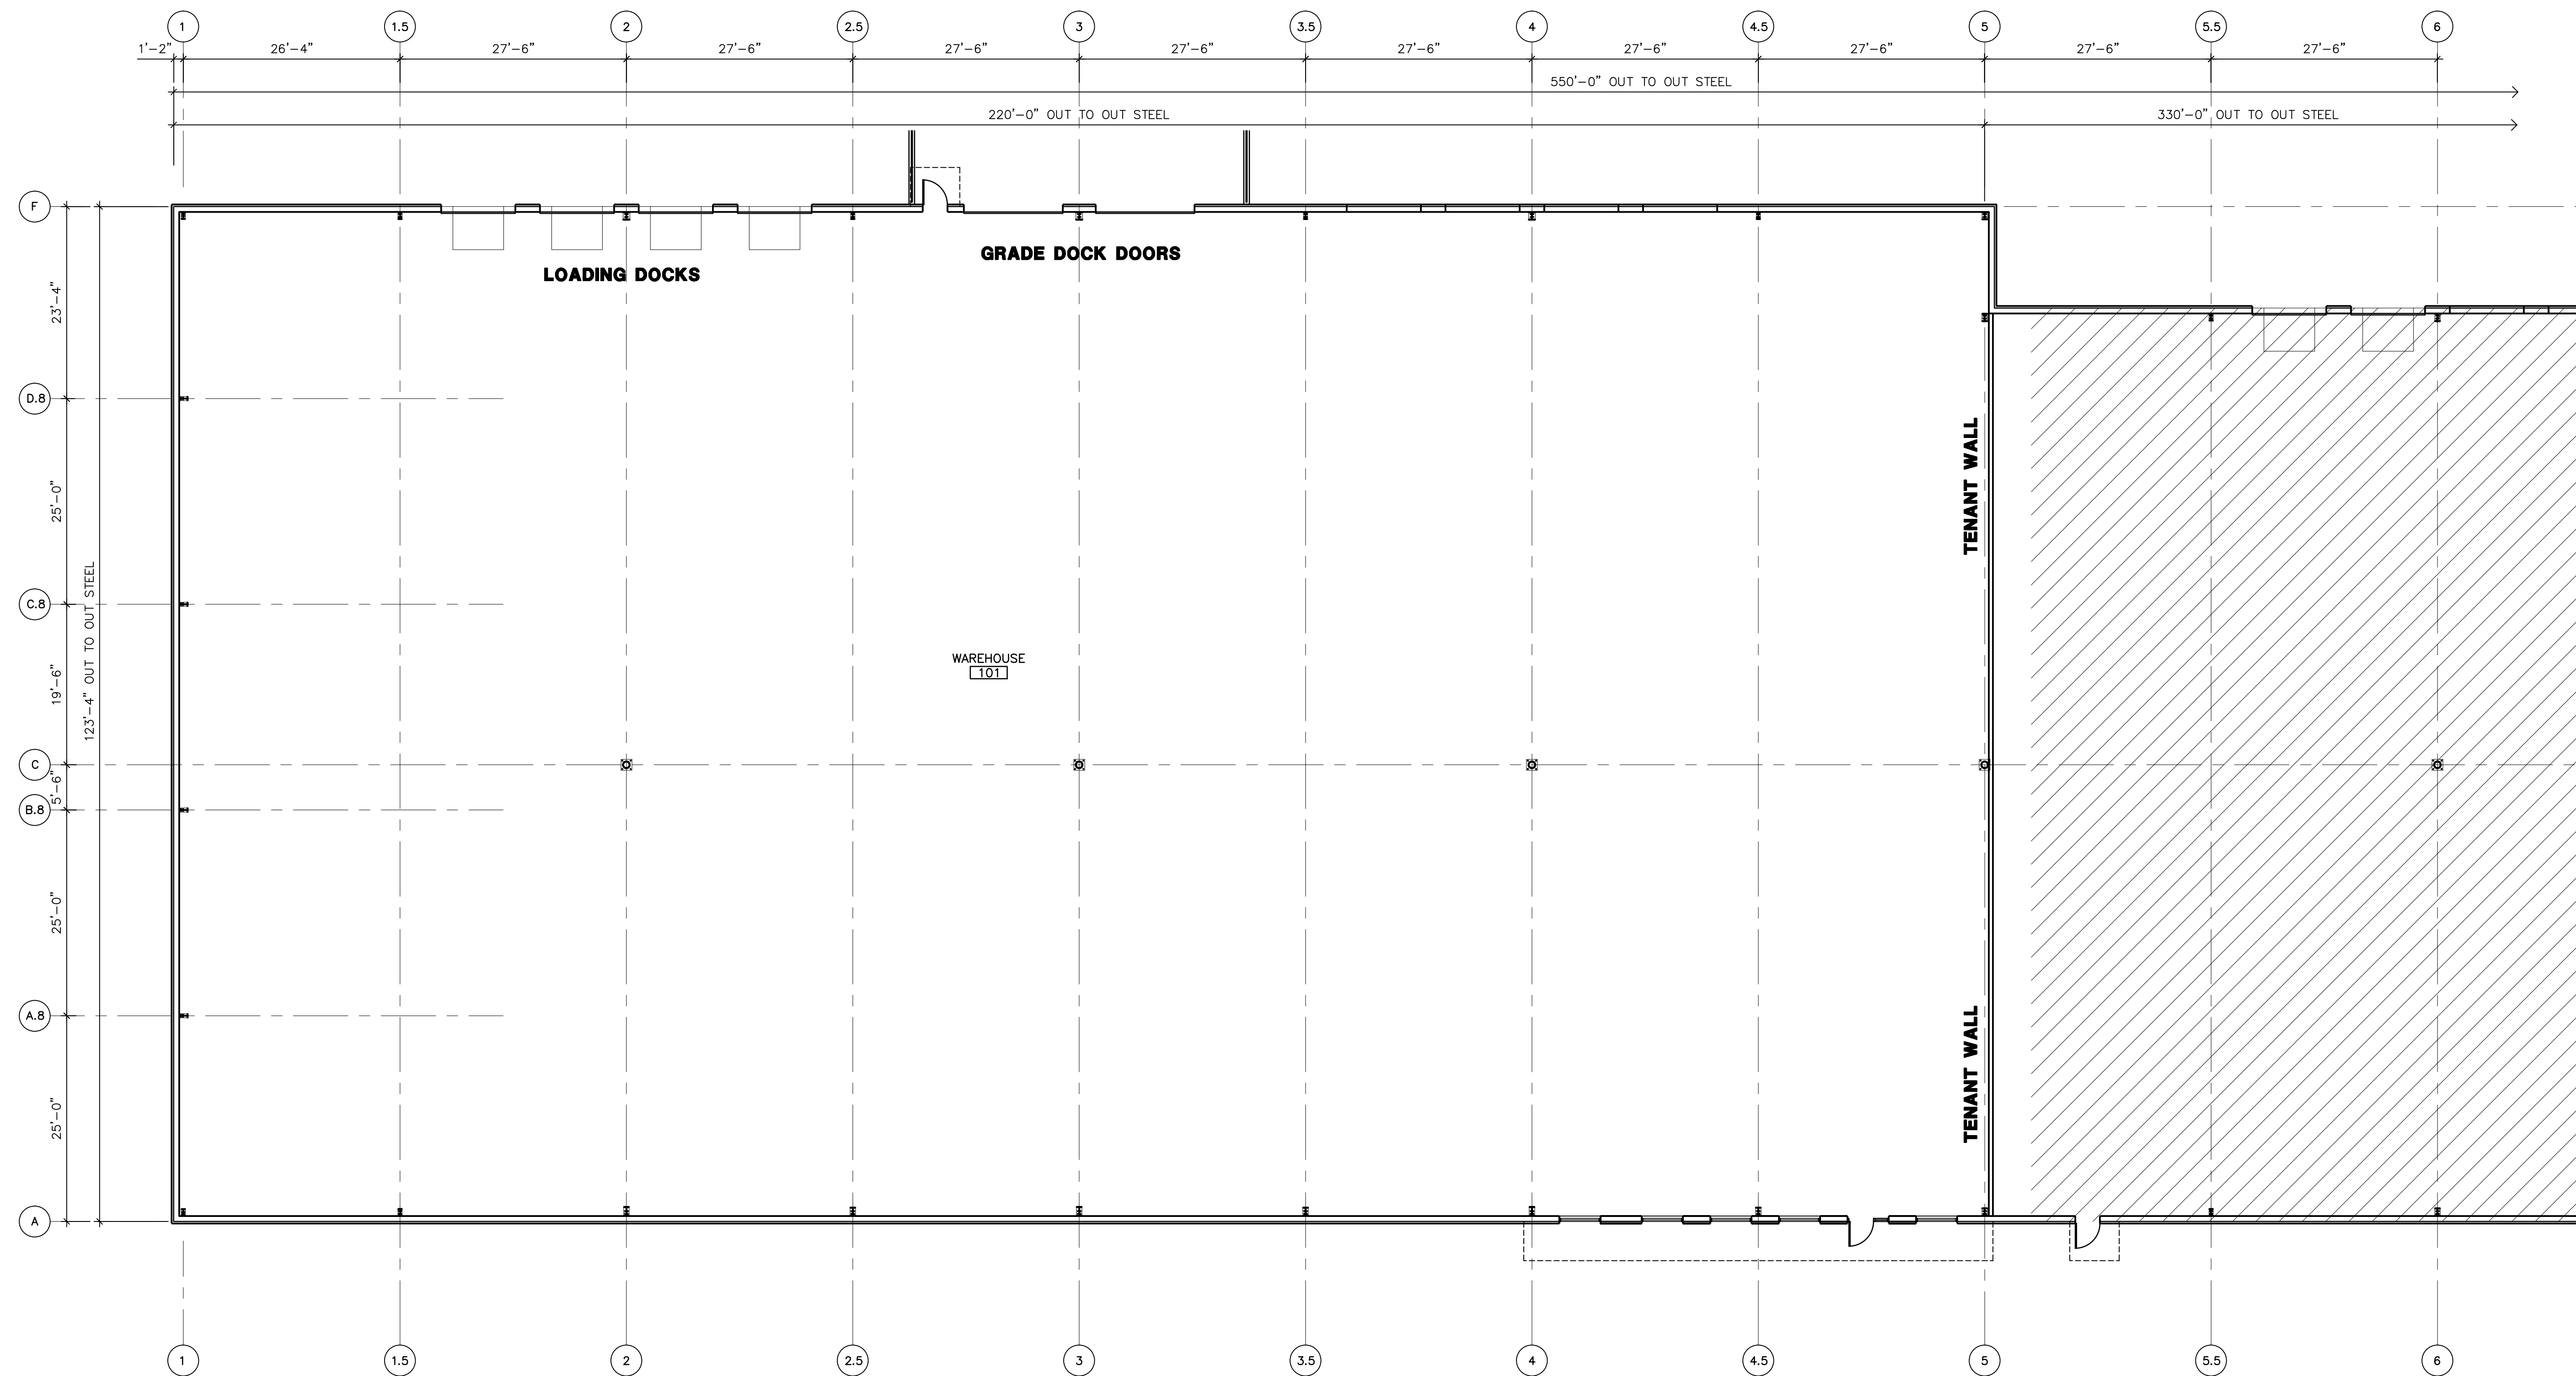 1 1.5 2 2.5 3 3.5 4 4.5 5 5.5 6
1'-2" 26'-4" 27'-6" 27'-6" 27'-6" 27'-6" 27'-6" 27'-6" 27'-6" 27'-6" 27'-6"
550'-0" OUT TO OUT STEEL
220'-0" OUT TO OUT STEEL 330'-0" OUT TO OUT STEEL
F
GRADE DOCK DOORS
LOADING DOCKS
23'-4"
D.8
TENANT WALL
25'-0"
C.8
123'-4" OUT TO OUT STEEL
WAREHOUSE
101
19'-6"
C
5'-6"
B.8
25'-0"
A.8
TENANT WALL
25'-0"
A
1 1.5 2 2.5 3 3.5 4 4.5 5 5.5 6